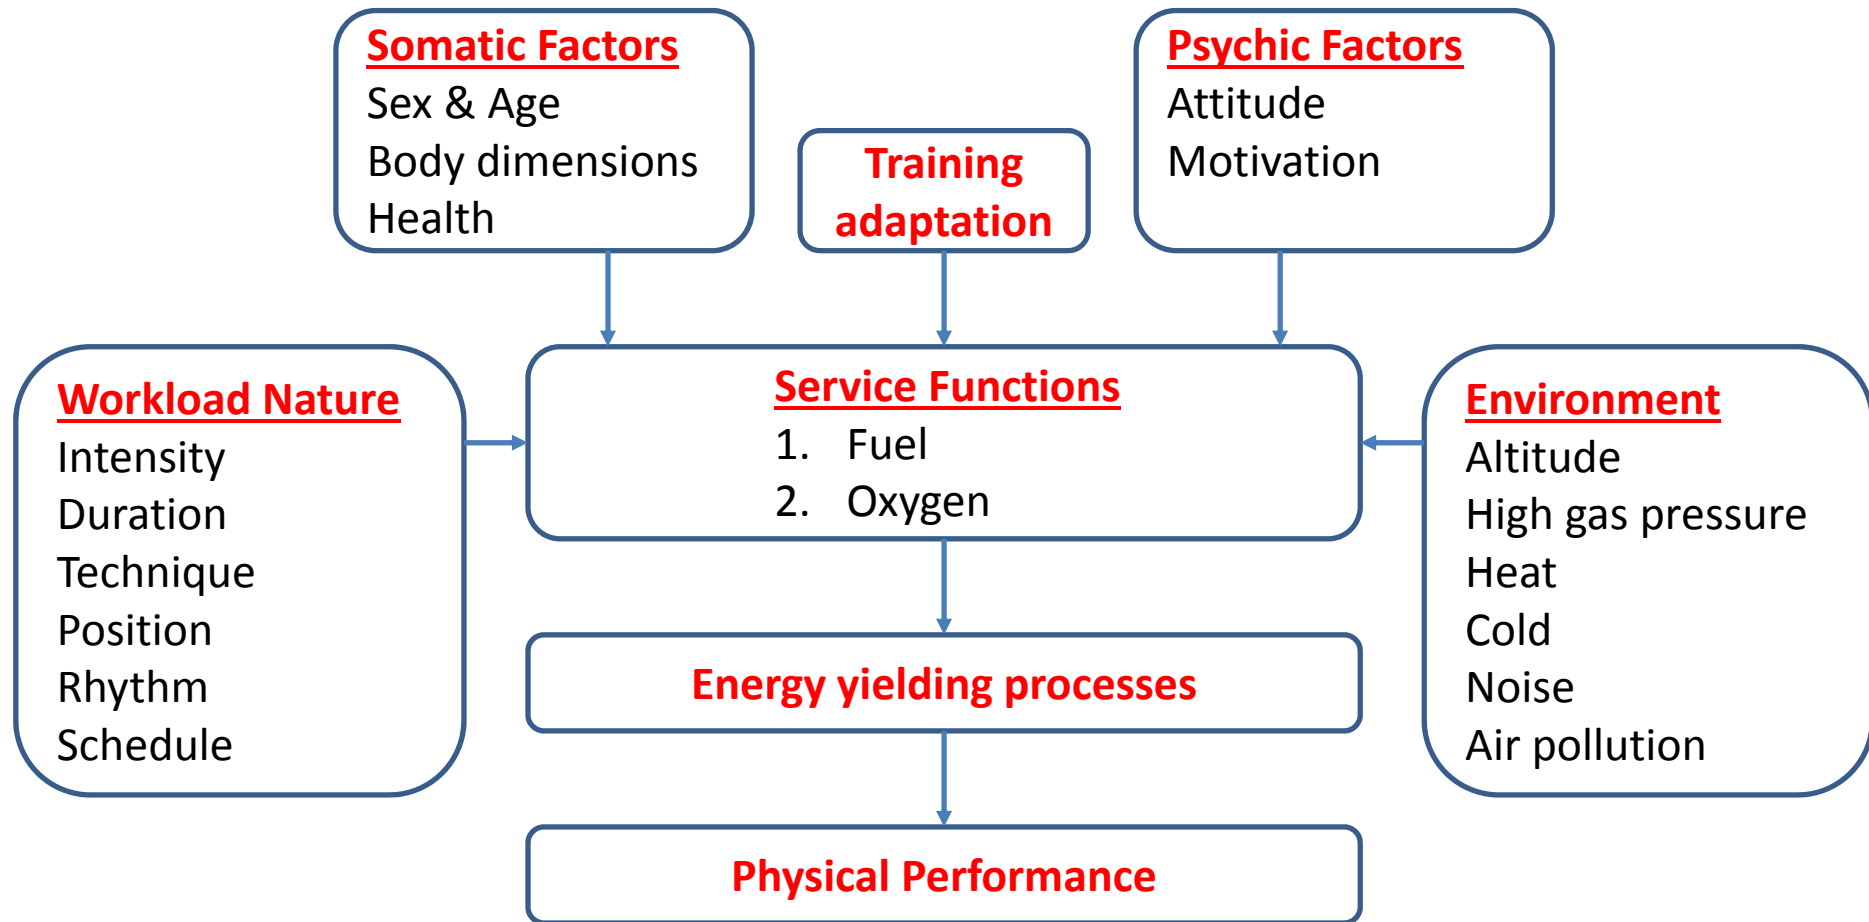 Somatic Factors
Sex & Age
Body dimensions
Health
Training
adaptation
Psychic Factors
Attitude
Motivation
Workload Nature
Intensity
Duration
Technique
Position
Rhythm
Schedule
Service Functions
1. Fuel
2. Oxygen
Environment
Altitude
High gas pressure
Heat
Cold
Noise
Air pollution
Energy yielding processes
Physical Performance